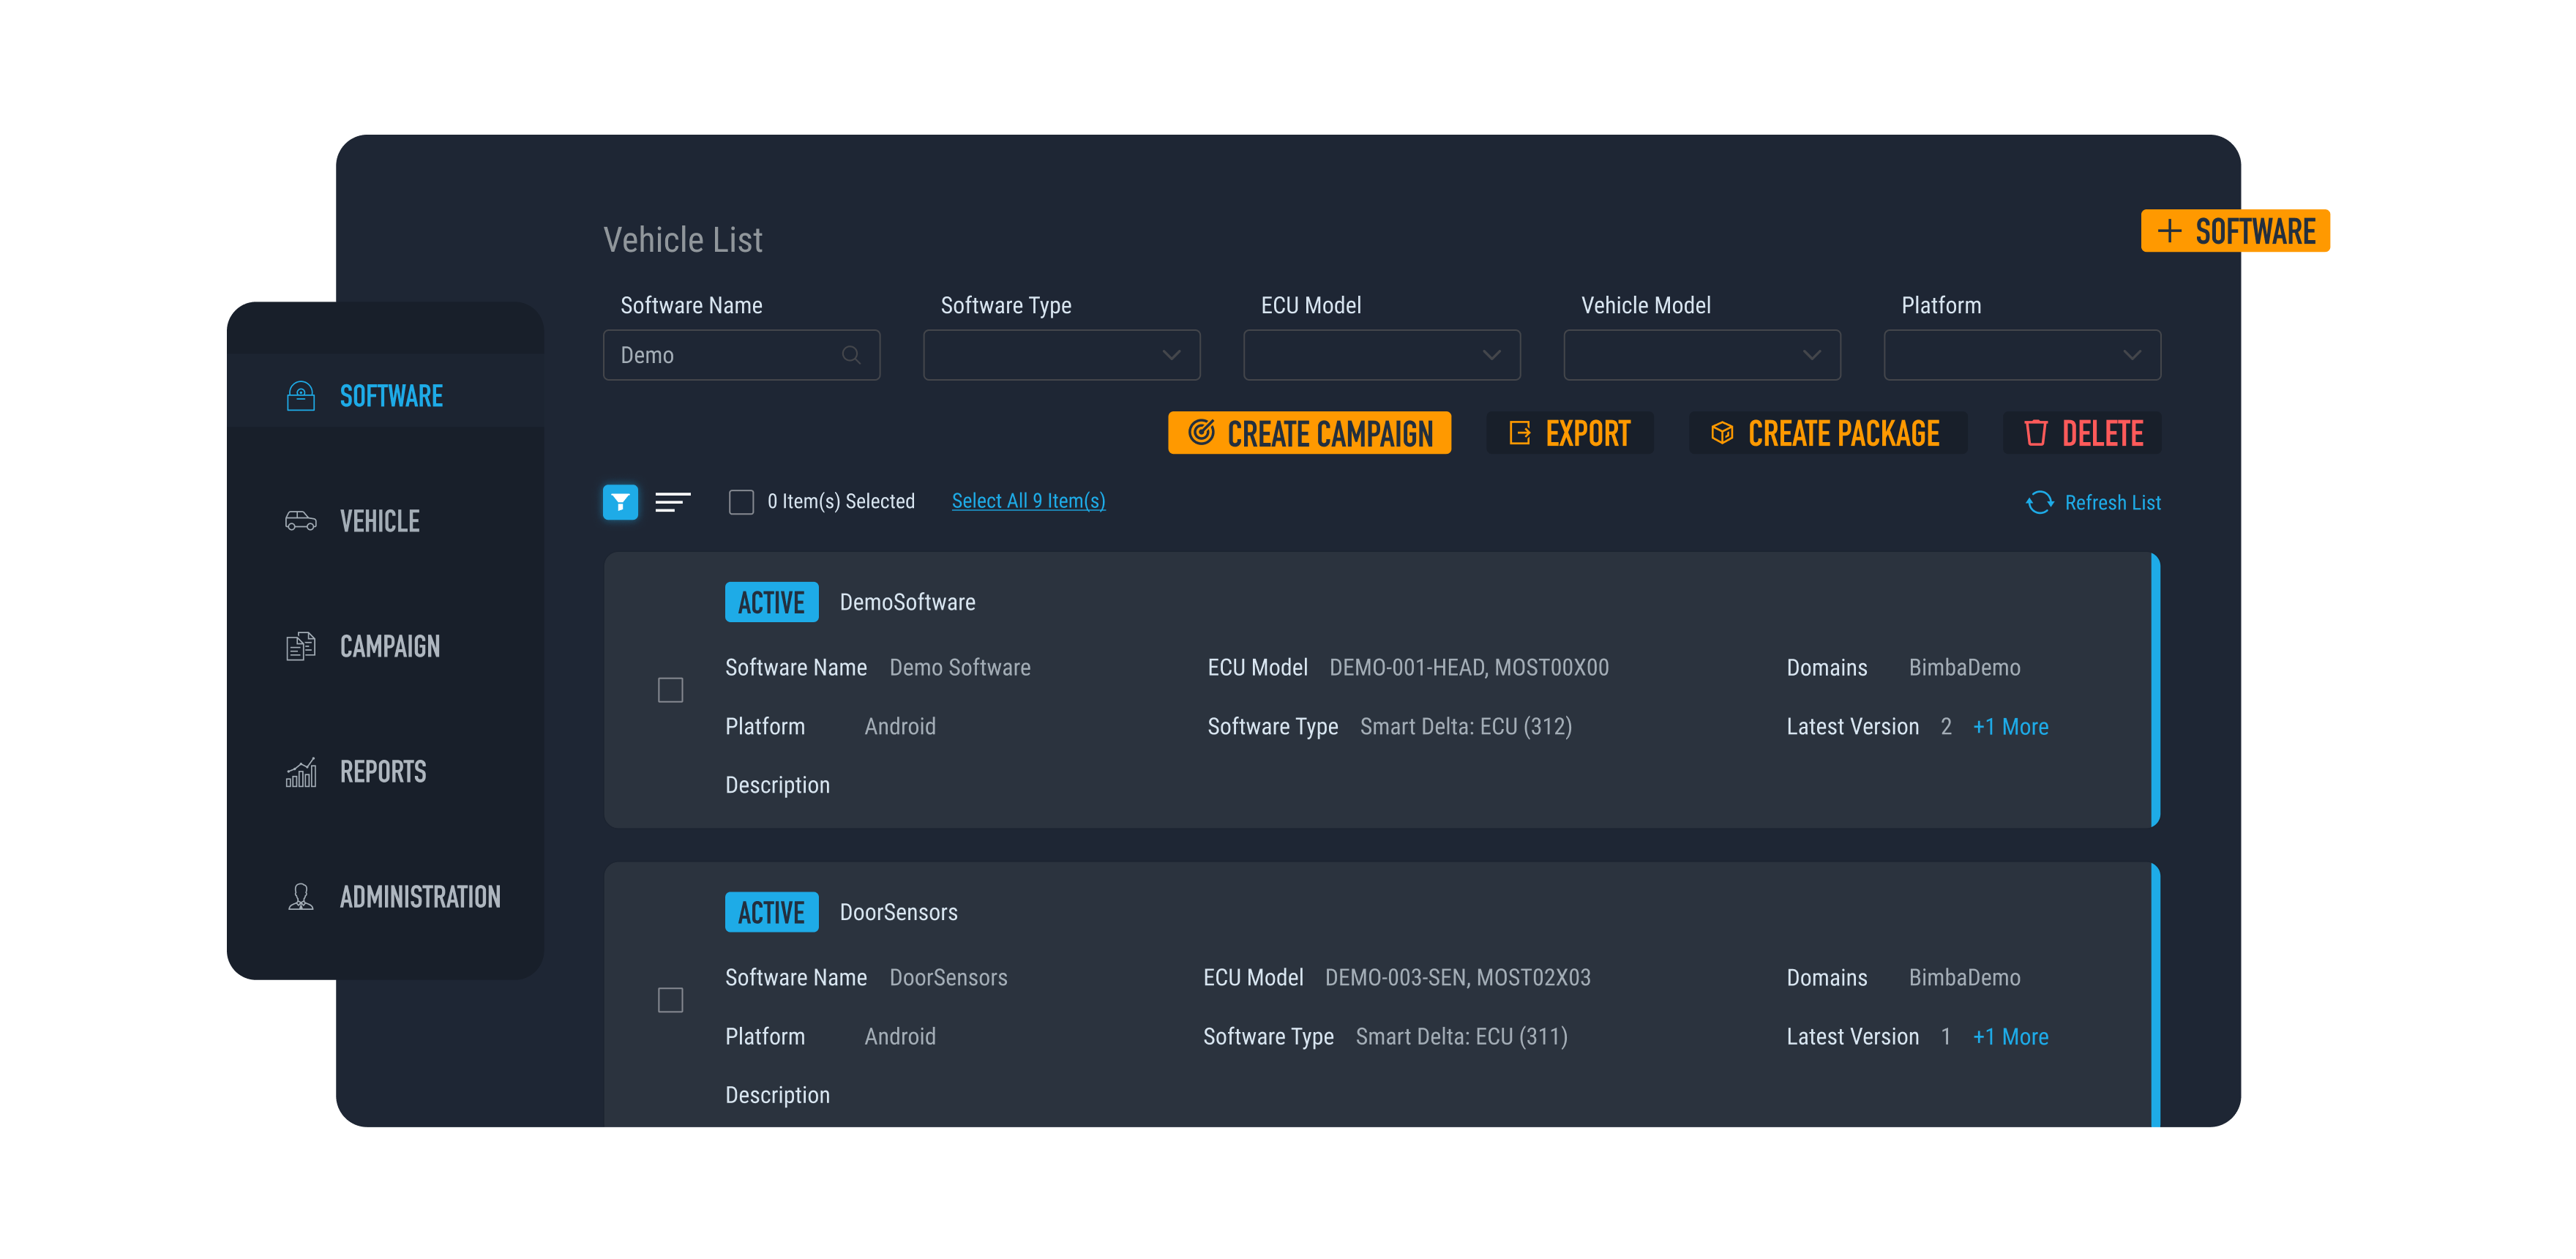 Vehicle List
+ SOFTWARE
Software Name Software Type ECU Model Vehicle Model Platform
Demo
CREATE CAMPAIGN EXPORT CREATE PACKAGE DELETE
0 Item(s) Selected Select All 9 Item(s) Refresh List
SOFTWARE
VEHICLE
CAMPAIGN
REPORTS
ADMINISTRATION
ACTIVE DemoSoftware
Software Name Demo Software ECU Model DEMO-001-HEAD, MOST00X00 Domains BimbaDemo
Platform Android Software Type Smart Delta: ECU (312) Latest Version 2 +1 More
Description
ACTIVE DoorSensors
Software Name DoorSensors ECU Model DEMO-003-SEN, MOST02X03 Domains BimbaDemo
Platform Android Software Type Smart Delta: ECU (311) Latest Version 1 +1 More
Description